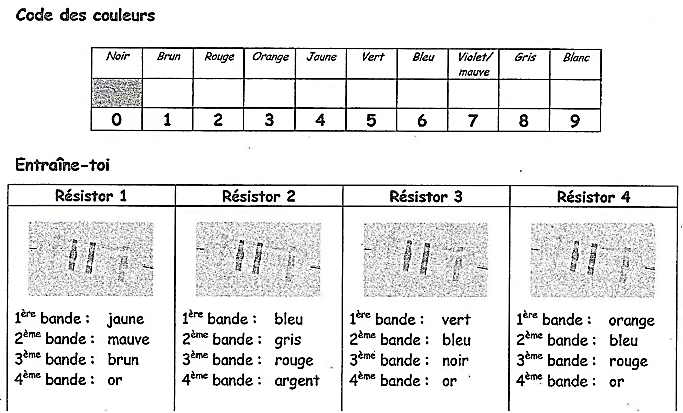 Code des couleurs
Noir Brun Rouge Orange Jaune Vert Bleu Violet/ mauve Gris Blanc
0 1 2 3 4 5 6 7 8 9
Entraîne-toi
Résistor 1 Résistor 2 Résistor 3 Résistor 4
1ère bande : jaune 1ère bande : bleu 1ère bande : vert 1ère bande : orange
2ème bande : mauve 2ème bande : gris 2ème bande : bleu 2ème bande : bleu
3ème bande : brun 3ème bande : rouge 3ème bande : noir 3ème bande : rouge
4ème bande : or 4ème bande : argent 4ème bande : or 4ème bande : or